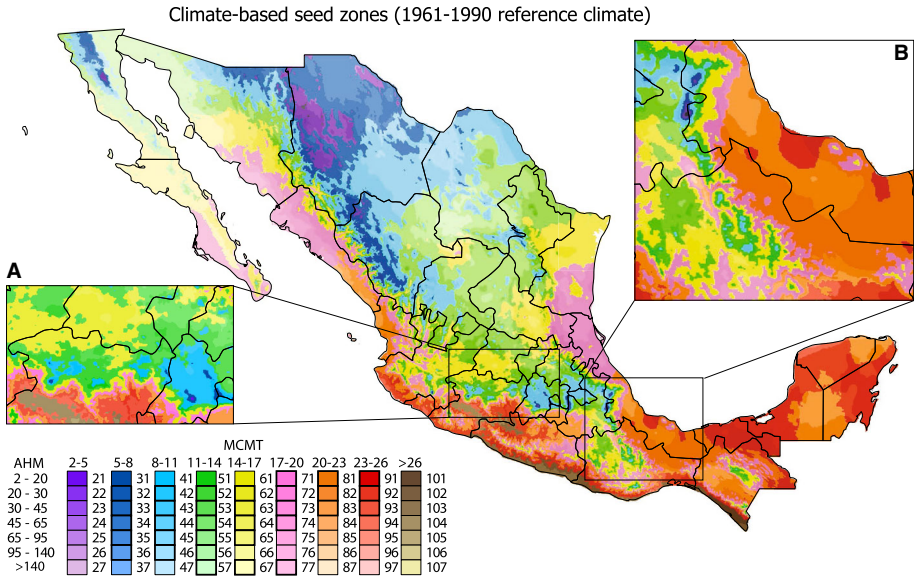 Climate-based seed zones (1961-1990 reference climate)
B
A
MCMT
AHM 2-5 5-8 8-11 11-14 14-17 17-20 20-23 23-26 >26
2 - 20 21 31 41 51 61 71 81 91 101
20 - 30 22 32 42 52 62 72 82 92 102
30 - 45 23 33 43 53 63 73 83 93 103
45 - 65 24 34 44 54 64 74 84 94 104
65 - 95 25 35 45 55 65 75 85 95 105
95 - 140 26 36 46 56 66 76 86 96 106
>140 27 37 47 57 67 77 87 97 107